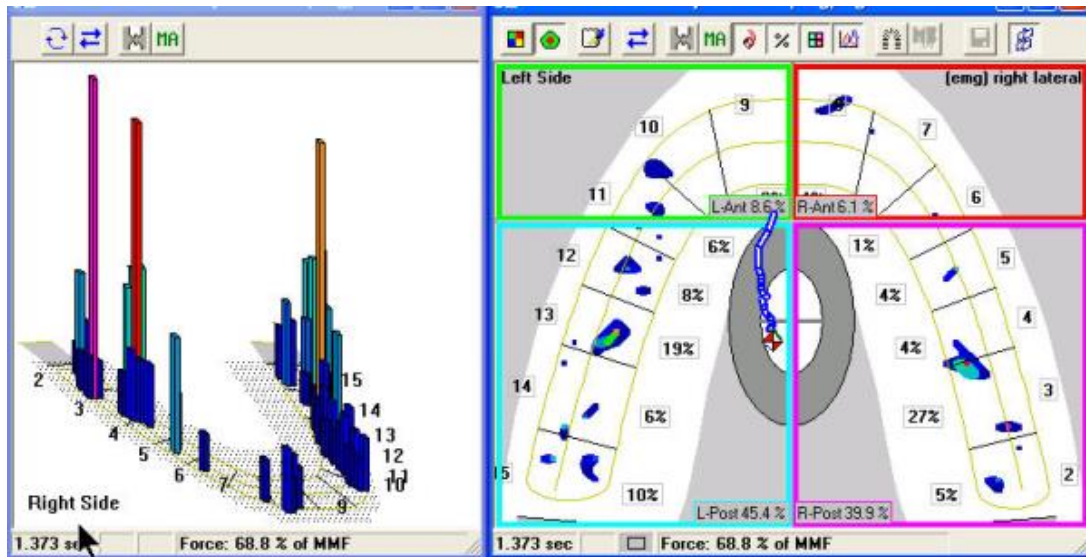 MA
2
3
4
5
6
7
9
10
11
12
13
14
15
Right Side
1.373 sec
Force: 68.8 % of MMF
MA
%
Left Side
(emg) right lateral
9
10
7
11
6
L-Ant 8.6 %
R-Ant 6.1 %
12
6%
1%
5
8%
4%
13
4
19%
4%
14
3
6%
27%
15
2
10%
5%
L-Post 45.4 %
R-Post 39.9 %
1.373 sec
Force: 68.8 % of MMF